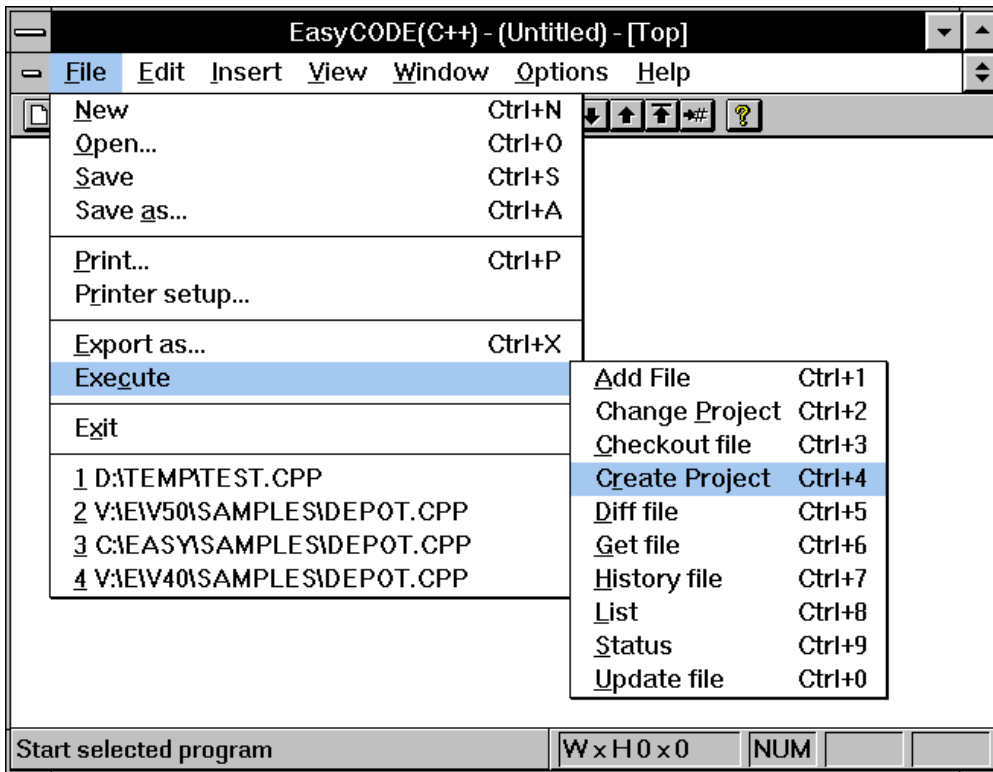 EasyCODE(C++) - (Untitled) - [Top]
File Edit Insert View Window Options Help
New Ctrl+N
Open... Ctrl+O
Save Ctrl+S
Save as... Ctrl+A
Print... Ctrl+P
Printer setup...
Export as... Ctrl+X
Execute
Exit
1 D:\TEMP\TEST.CPP
2 V:\E\V50\SAMPLES\DEPOT.CPP
3 C:\EASY\SAMPLES\DEPOT.CPP
4 V:\E\V40\SAMPLES\DEPOT.CPP
Add File Ctrl+1
Change Project Ctrl+2
Checkout file Ctrl+3
Create Project Ctrl+4
Diff file Ctrl+5
Get file Ctrl+6
History file Ctrl+7
List Ctrl+8
Status Ctrl+9
Update file Ctrl+0
Start selected program W x H 0 x 0 NUM